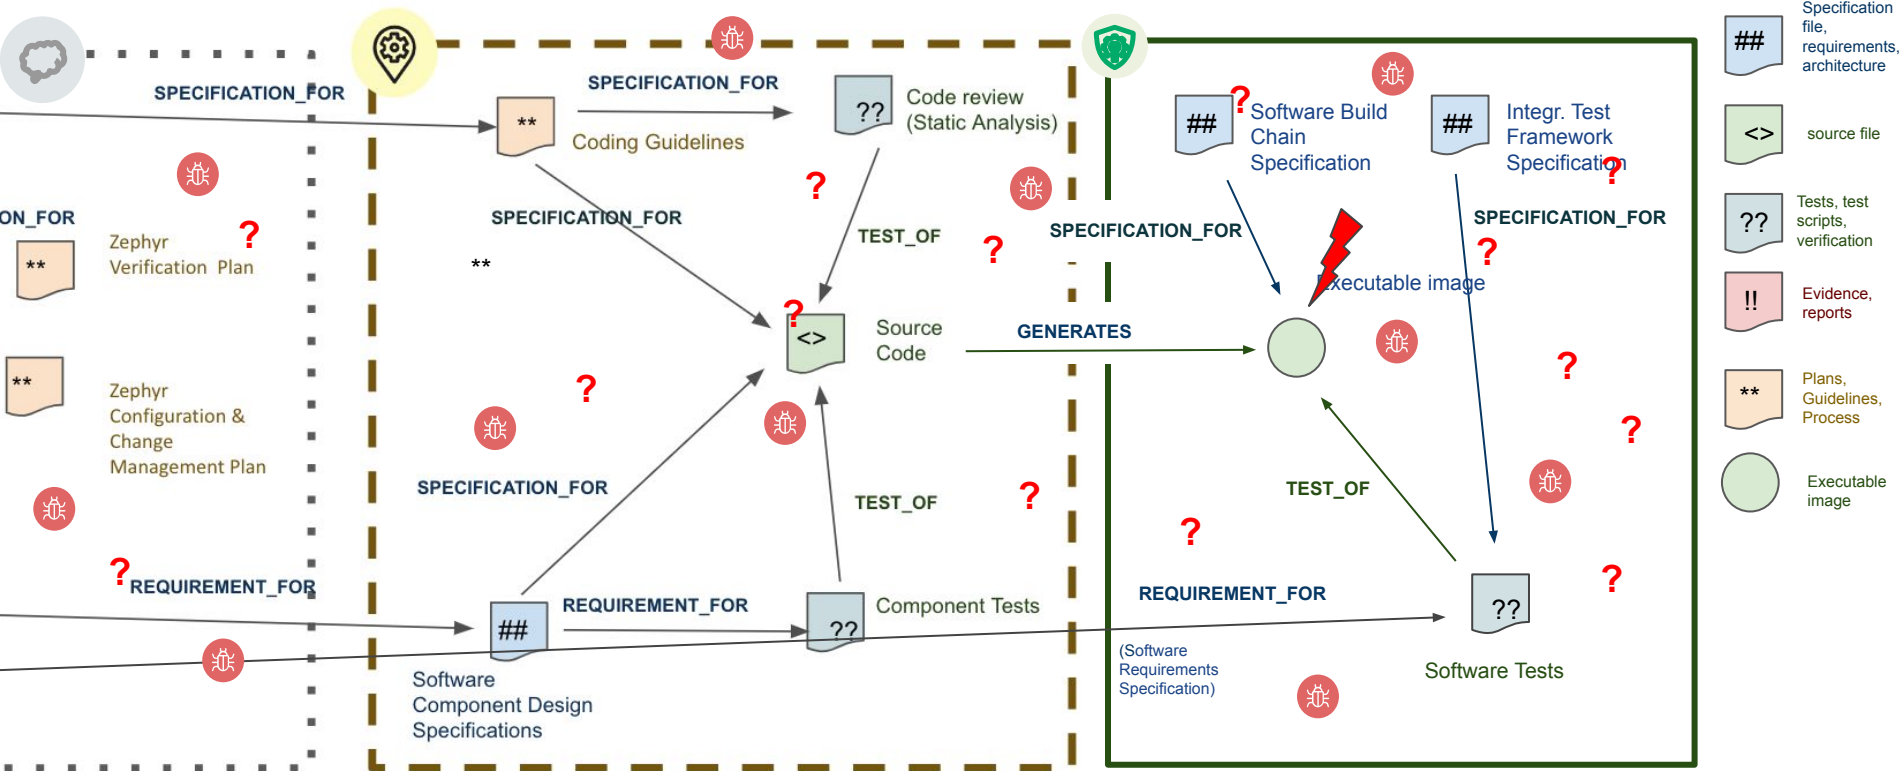 SPECIFICATION_FOR
?
ON_FOR
**
Zephyr
Verification Plan
**
Zephyr
Configuration &
Change
Management Plan
?
REQUIREMENT_FOR
**
Coding Guidelines
SPECIFICATION_FOR
??
Code review
(Static Analysis)
?
SPECIFICATION_FOR
TEST_OF
?
**
?
<>
Source
Code
?
SPECIFICATION_FOR
TEST_OF
?
##
REQUIREMENT_FOR
??
Component Tests
Software
Component Design
Specifications
GENERATES
##
?
Software Build
Chain
Specification
##
Integr. Test
Framework
Specification
?
SPECIFICATION_FOR
SPECIFICATION_FOR
?
Executable image
?
?
TEST_OF
?
?
REQUIREMENT_FOR
??
(Software
Requirements
Specification)
Software Tests
##
Specification
file,
requirements,
architecture
<>
source file
??
Tests, test
scripts,
verification
!!
Evidence,
reports
**
Plans,
Guidelines,
Process
Executable
image